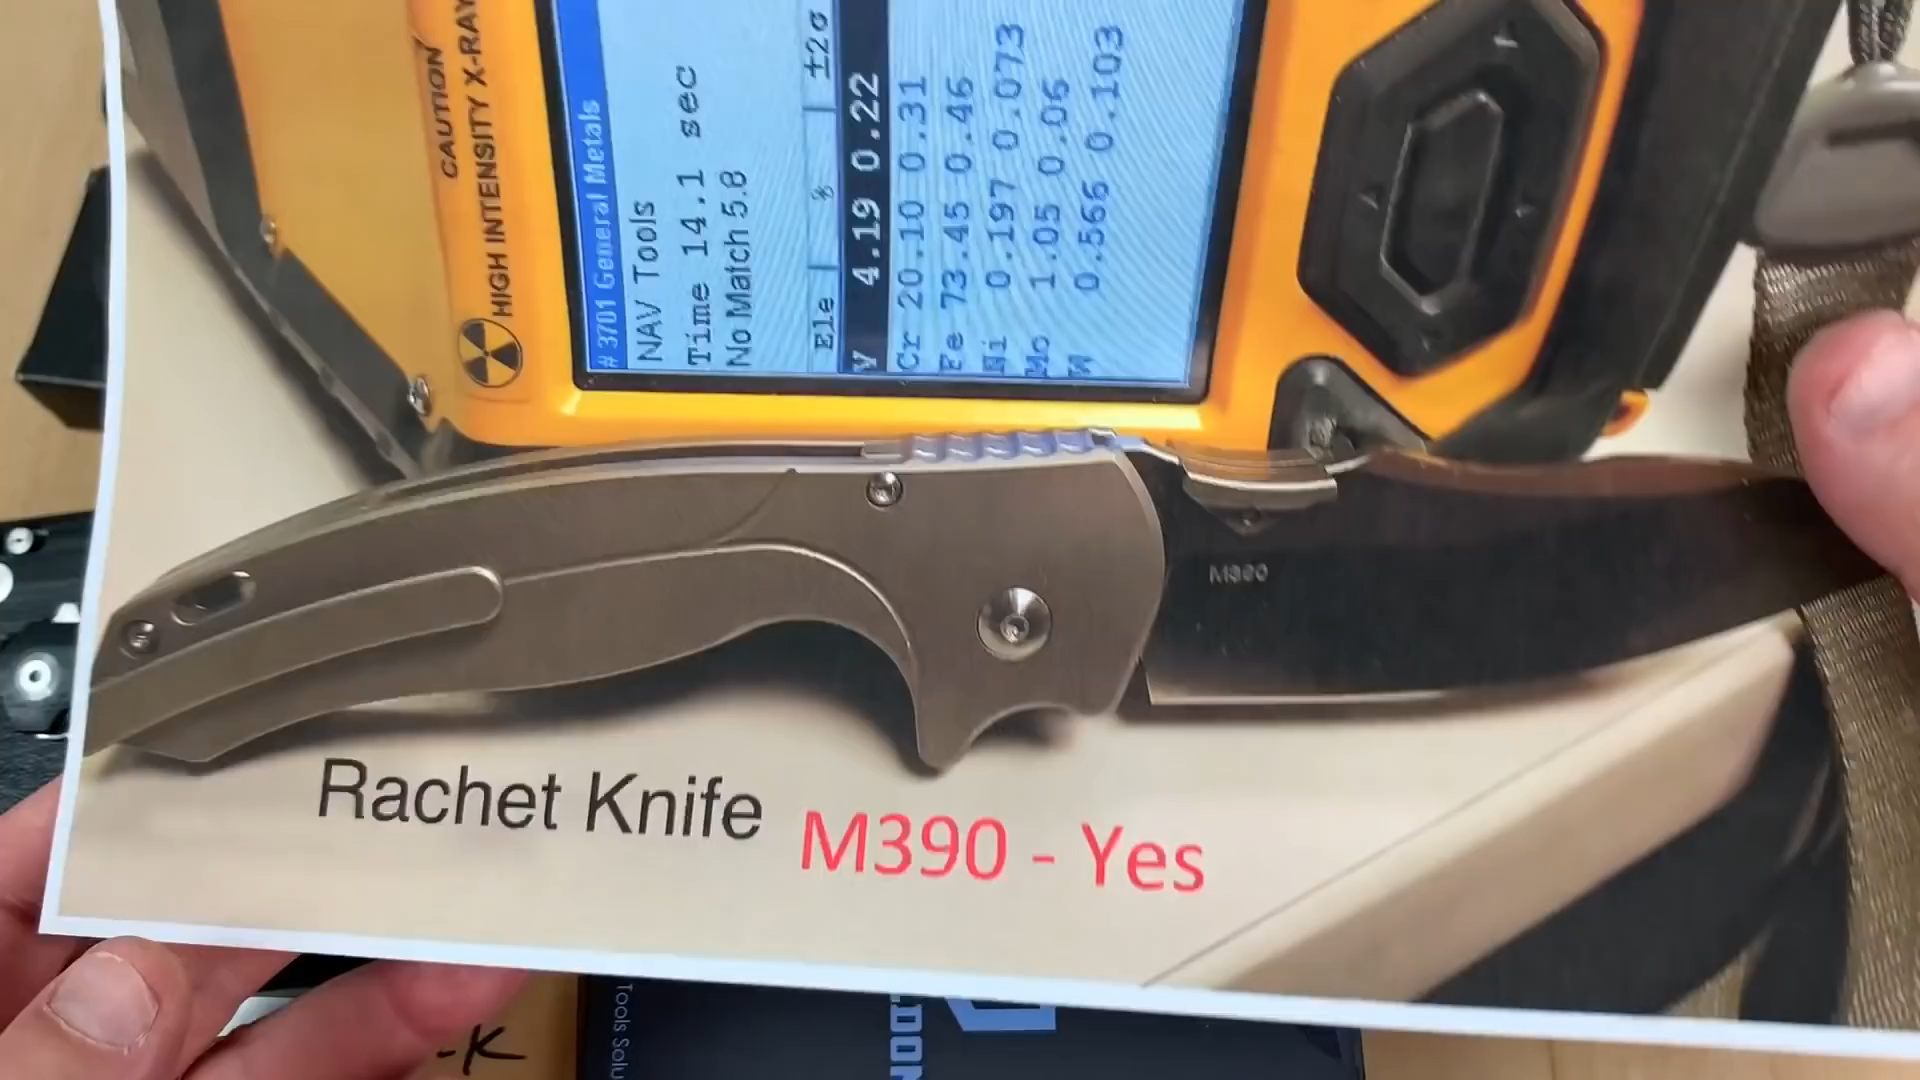 CAUTION
HIGH INTENSITY X-RAY
# 3701 General Metals
NAV Tools
Time 14.1 sec
No Match 5.8
Ele | % | ±2σ
V 4.19 0.22
Cr 20.10 0.31
Fe 73.45 0.46
Ni 0.197 0.073
Mo 1.05 0.06
W 0.566 0.103
M390
Rachet Knife
M390 - Yes
-K